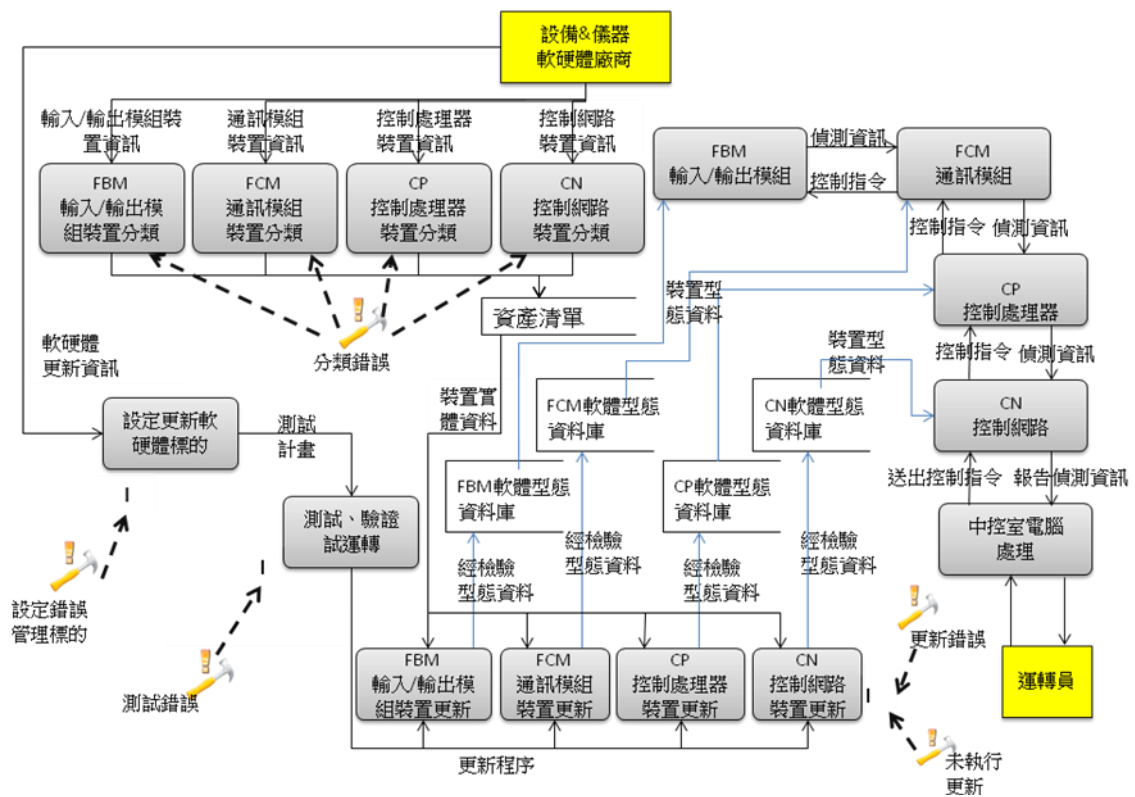 設備&儀器
軟硬體廠商
輸入/輸出模組裝
置資訊
通訊模組
裝置資訊
控制處理器
裝置資訊
控制網路
裝置資訊
FBM
輸入/輸出模
組裝置分類
FCM
通訊模組
裝置分類
CP
控制處理器
裝置分類
CN
控制網路
裝置分類
FBM
輸入/輸出模組
偵測資訊
控制指令
FCM
通訊模組
控制指令
偵測資訊
CP
控制處理器
控制指令
偵測資訊
CN
控制網路
送出控制指令
報告偵測資訊
中控室電腦
處理
運轉員
資產清單
分類錯誤
軟硬體
更新資訊
裝置型
態資料
裝置型
態資料
裝置實
體資料
FCM軟體型態
資料庫
CN軟體型態
資料庫
FBM軟體型態
資料庫
CP軟體型態
資料庫
設定更新軟
硬體標的
測試
計畫
測試、驗證
試運轉
I
I
設定錯誤
管理標的
測試錯誤
經檢驗
型態資料
經檢驗
型態資料
經檢驗
型態資料
經檢驗
型態資料
FBM
輸入/輸出模
組裝置更新
FCM
通訊模組
裝置更新
CP
控制處理器
裝置更新
CN
控制網路
裝置更新
I
更新錯誤
未執行
更新
更新程序